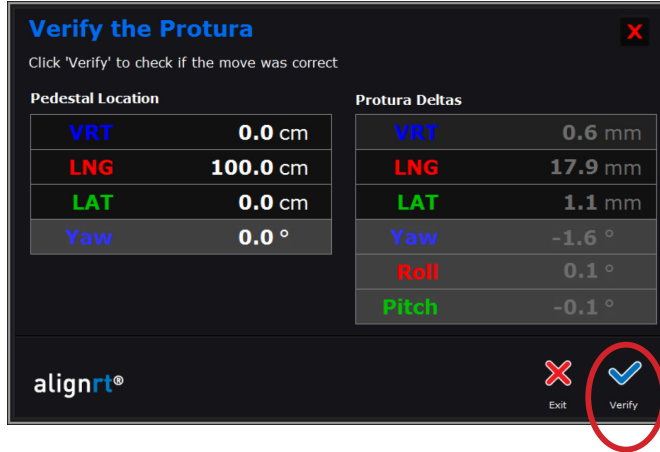 Verify the Protura
X
Click 'Verify' to check if the move was correct
Pedestal Location
VRT 0.0 cm
LNG 100.0 cm
LAT 0.0 cm
Yaw 0.0 °
Protura Deltas
VRT 0.6 mm
LNG 17.9 mm
LAT 1.1 mm
Yaw -1.6 °
Roll 0.1 °
Pitch -0.1 °
alignrt®
Exit
Verify